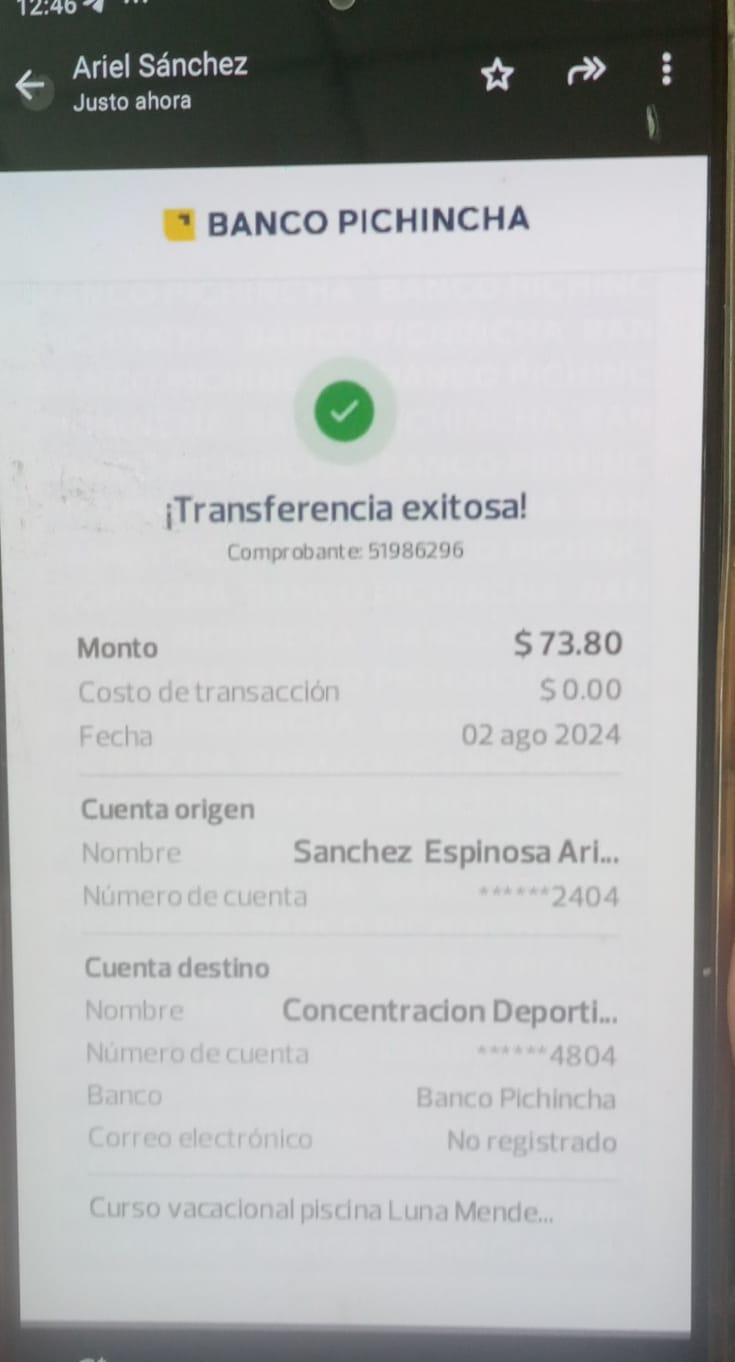 12:46
Ariel Sánchez
Justo ahora
BANCO PICHINCHA
¡Transferencia exitosa!
Comprobante: 51986296
Monto $ 73.80
Costo de transacción $ 0.00
Fecha 02 ago 2024
Cuenta origen
Nombre Sanchez Espinosa Ari...
Número de cuenta ******2404
Cuenta destino
Nombre Concentracion Deporti...
Número de cuenta ******4804
Banco Banco Pichincha
Correo electrónico No registrado
Curso vacacional piscina Luna Mende...